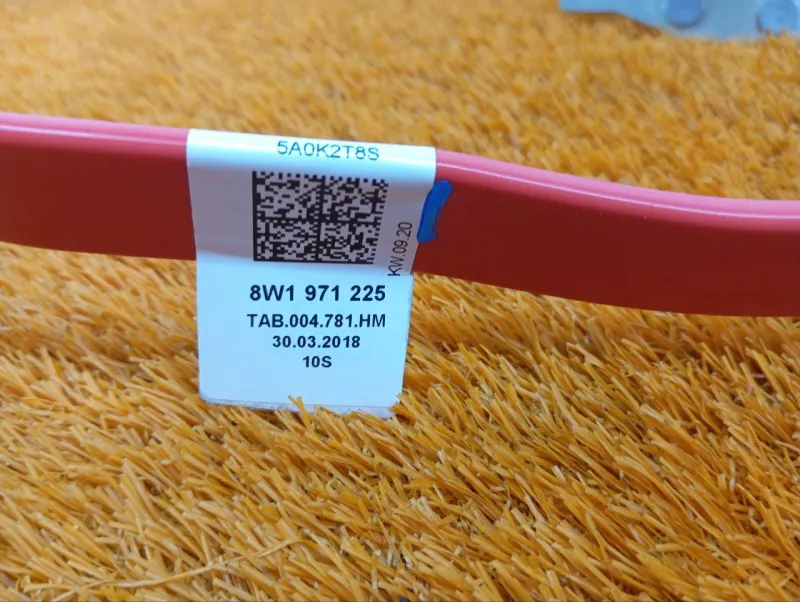 5A0K2T8S
KW.09.20
8W1 971 225
TAB.004.781.HM
30.03.2018
10S